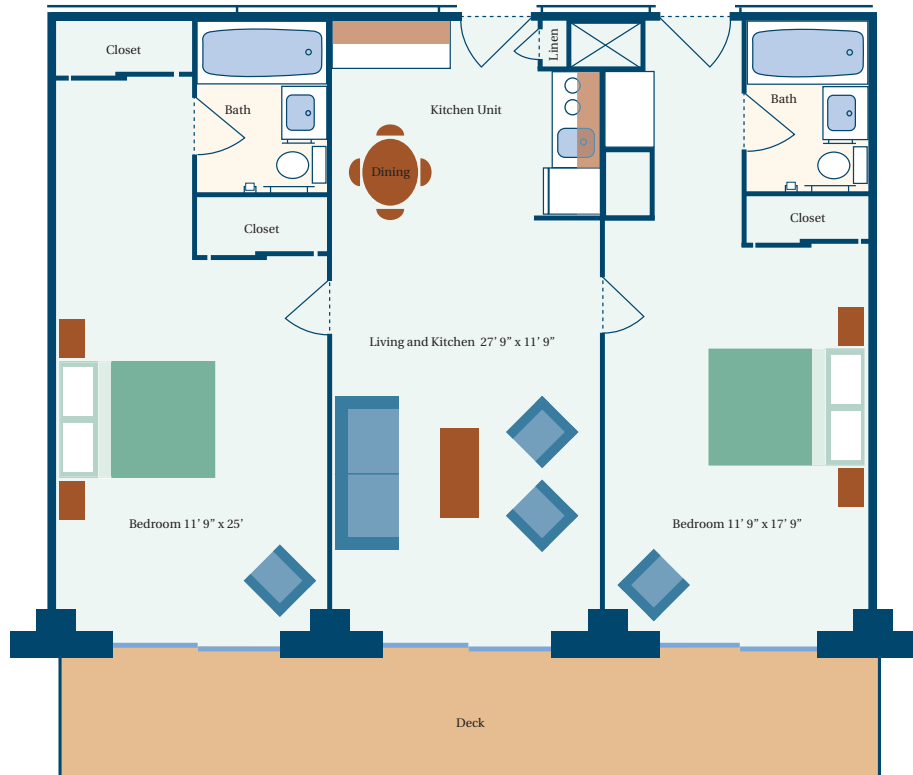 Closet
Linen
Bath
Kitchen Unit
Bath
Dining
Closet
Closet
Living and Kitchen 27’ 9” x 11’ 9”
Bedroom 11’ 9” x 25’
Bedroom 11’ 9” x 17’ 9”
Deck